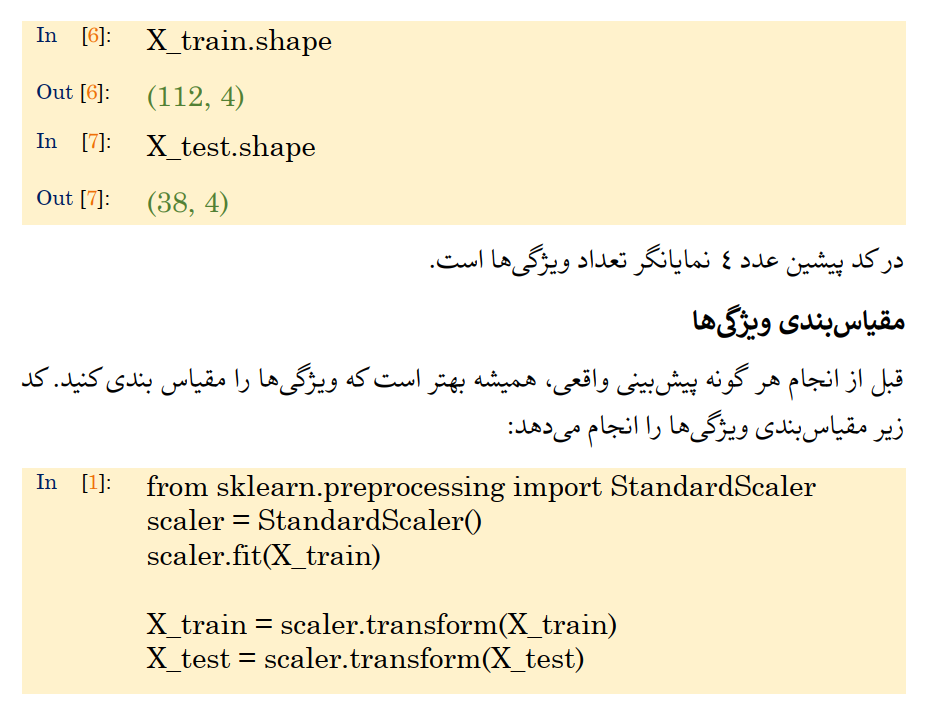 In [6]: X_train.shape
Out [6]: (112, 4)
In [7]: X_test.shape
Out [7]: (38, 4)
در کد پیشین عدد ٤ نمایانگر تعداد ویژگی‌ها است.
مقیاس‌بندی ویژگی‌ها
قبل از انجام هر گونه پیش‌بینی واقعی، همیشه بهتر است که ویژگی‌ها را مقیاس بندی کنید. کد
زیر مقیاس‌بندی ویژگی‌ها را انجام می‌دهد:
In [1]: from sklearn.preprocessing import StandardScaler
scaler = StandardScaler()
scaler.fit(X_train)
X_train = scaler.transform(X_train)
X_test = scaler.transform(X_test)